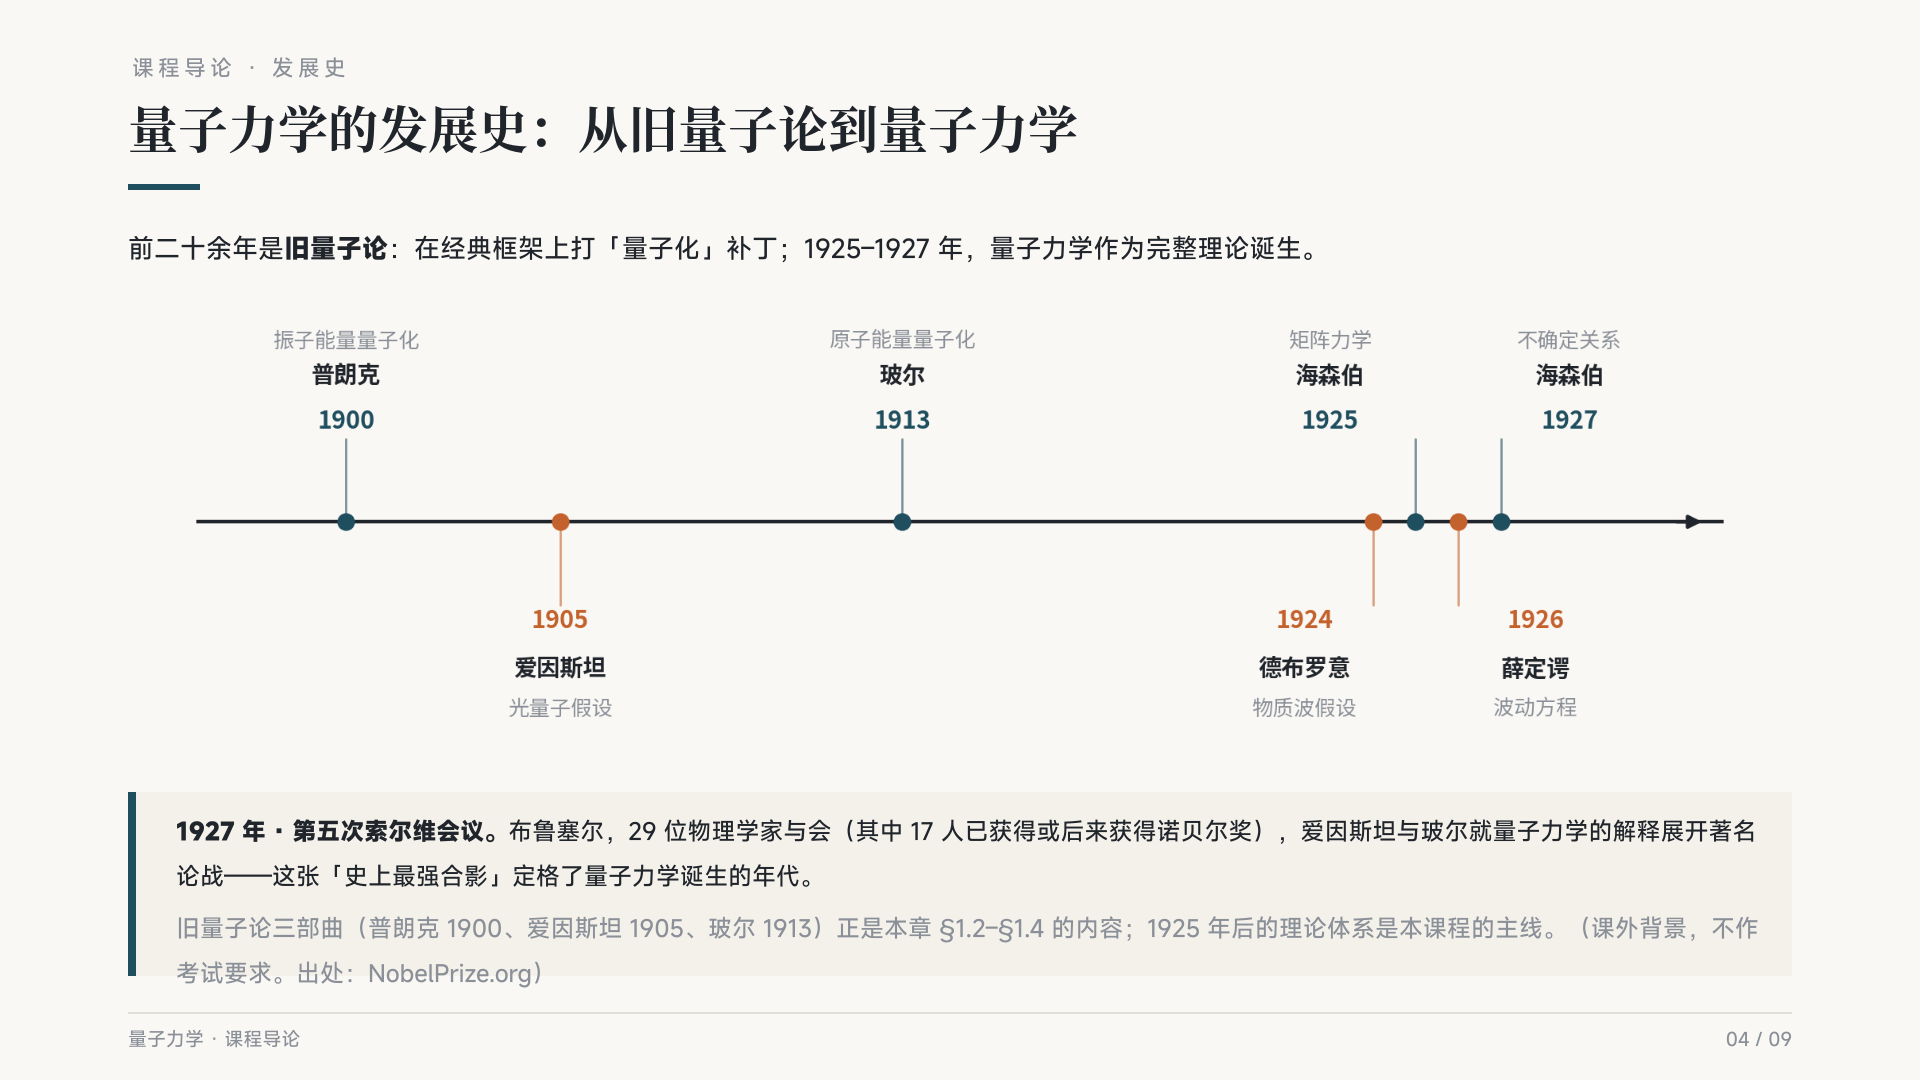 课程导论 · 发展史
量子力学的发展史：从旧量子论到量子力学
前二十余年是旧量子论：在经典框架上打「量子化」补丁；1925–1927 年，量子力学作为完整理论诞生。
振子能量量子化
普朗克
1900
原子能量量子化
玻尔
1913
矩阵力学
海森伯
1925
不确定关系
海森伯
1927
1905
爱因斯坦
光量子假设
1924
德布罗意
物质波假设
1926
薛定谔
波动方程
1927 年 · 第五次索尔维会议。布鲁塞尔，29 位物理学家与会（其中 17 人已获得或后来获得诺贝尔奖），爱因斯坦与玻尔就量子力学的解释展开著名
论战——这张「史上最强合影」定格了量子力学诞生的年代。
旧量子论三部曲（普朗克 1900、爱因斯坦 1905、玻尔 1913）正是本章 §1.2–§1.4 的内容；1925 年后的理论体系是本课程的主线。（课外背景，不作
考试要求。出处：NobelPrize.org）
量子力学 · 课程导论
04 / 09